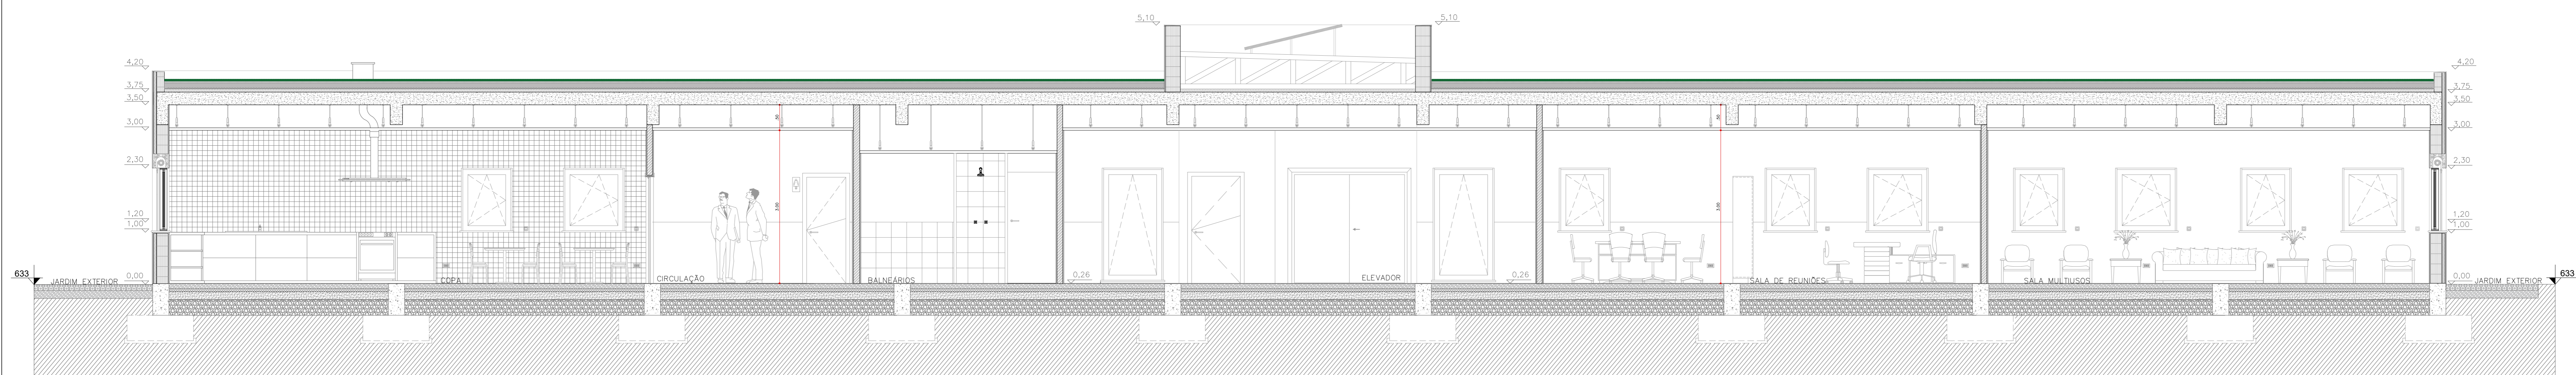 5,10
5,10
4,20
4,20
3,75
3,75
3,50
3,50
3,00
3,00
2,30
2,30
1,20
1,20
1,00
1,00
0,00
0,00
633
633
JARDIM EXTERIOR
COPA
CIRCULAÇÃO
BALNEÁRIOS
0,26
ELEVADOR
0,26
SALA DE REUNIÕES
SALA MULTIUSOS
JARDIM EXTERIOR